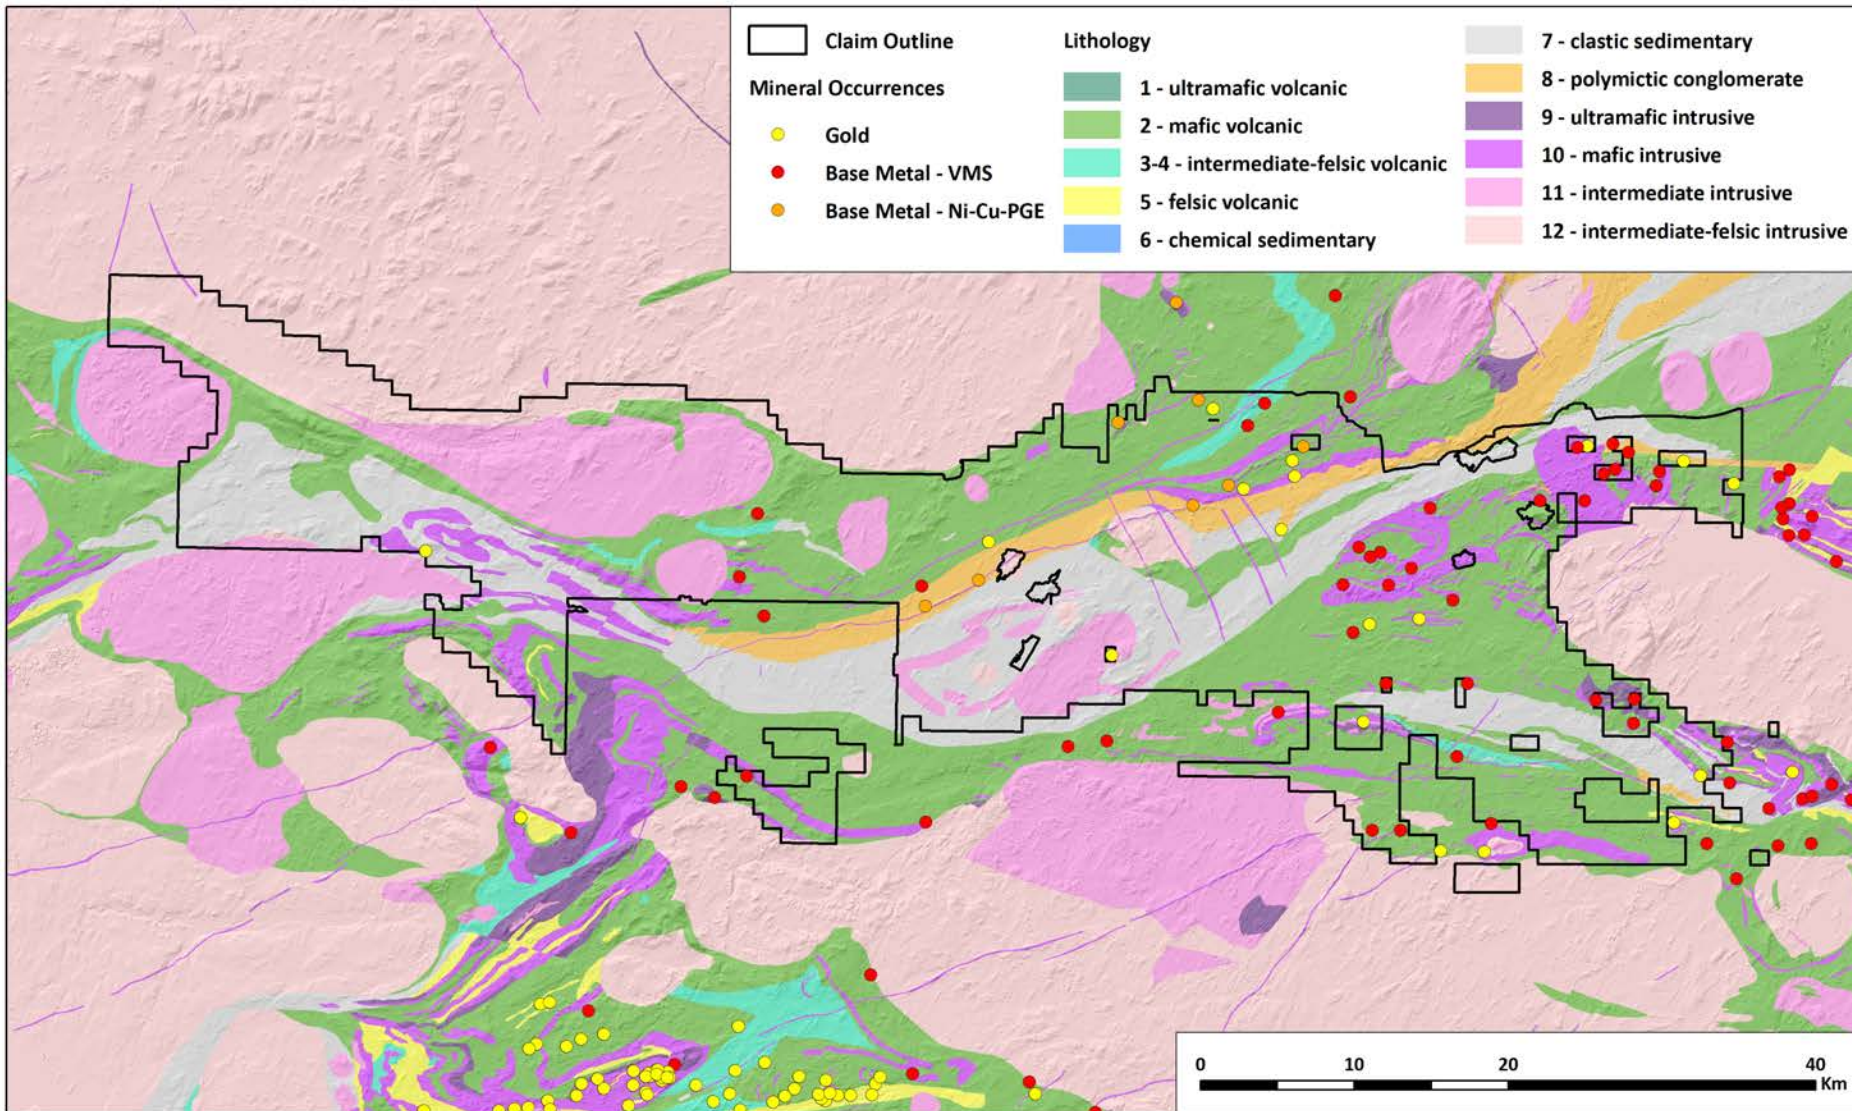 Claim Outline
Mineral Occurrences
Gold
Base Metal - VMS
Base Metal - Ni-Cu-PGE
Lithology
1 - ultramafic volcanic
2 - mafic volcanic
3-4 - intermediate-felsic volcanic
5 - felsic volcanic
6 - chemical sedimentary
7 - clastic sedimentary
8 - polymictic conglomerate
9 - ultramafic intrusive
10 - mafic intrusive
11 - intermediate intrusive
12 - intermediate-felsic intrusive
0 10 20 40
Km